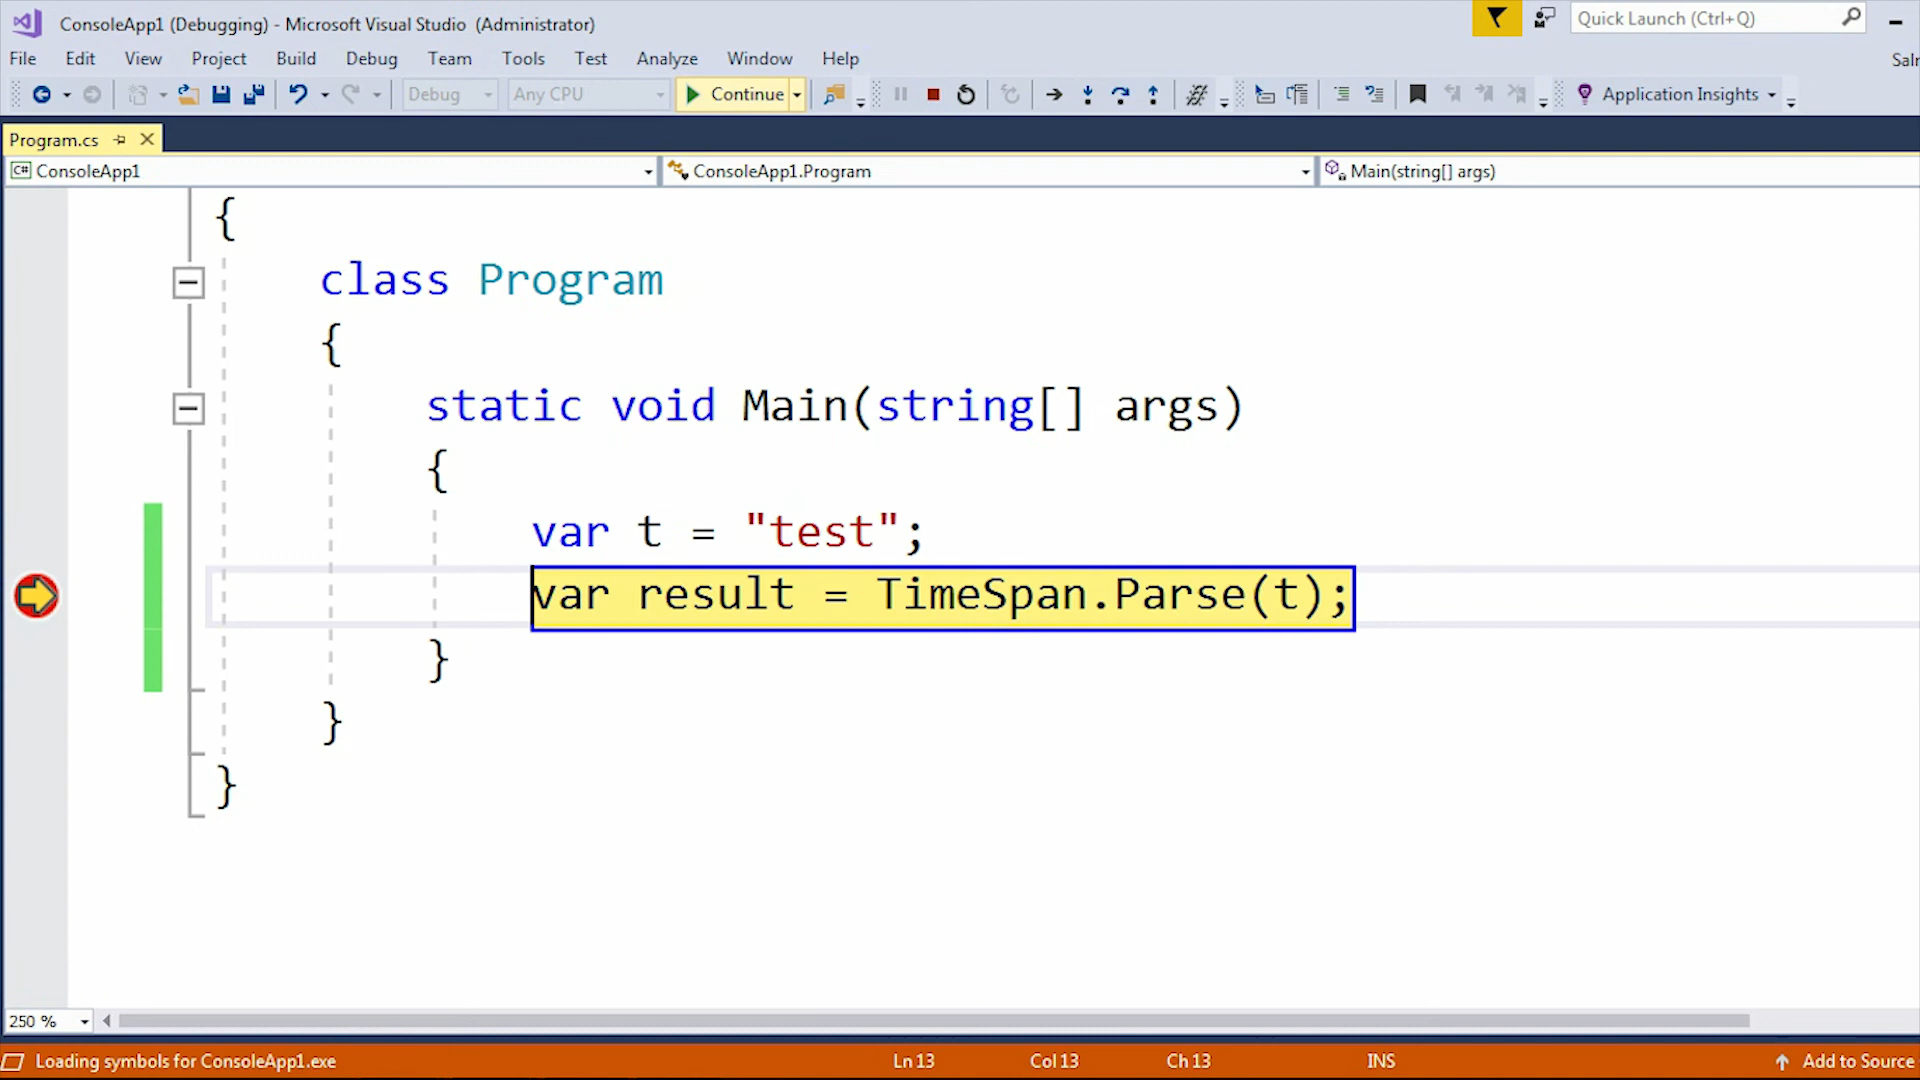 ConsoleApp1 (Debugging) - Microsoft Visual Studio (Administrator)
Quick Launch (Ctrl+Q)
File Edit View Project Build Debug Team Tools Test Analyze Window Help
Debug Any CPU Continue Application Insights
Program.cs
C# ConsoleApp1 ConsoleApp1.Program Main(string[] args)
{
class Program
{
static void Main(string[] args)
{
var t = "test";
var result = TimeSpan.Parse(t);
}
}
}
250 %
Loading symbols for ConsoleApp1.exe Ln 13 Col 13 Ch 13 INS Add to Source